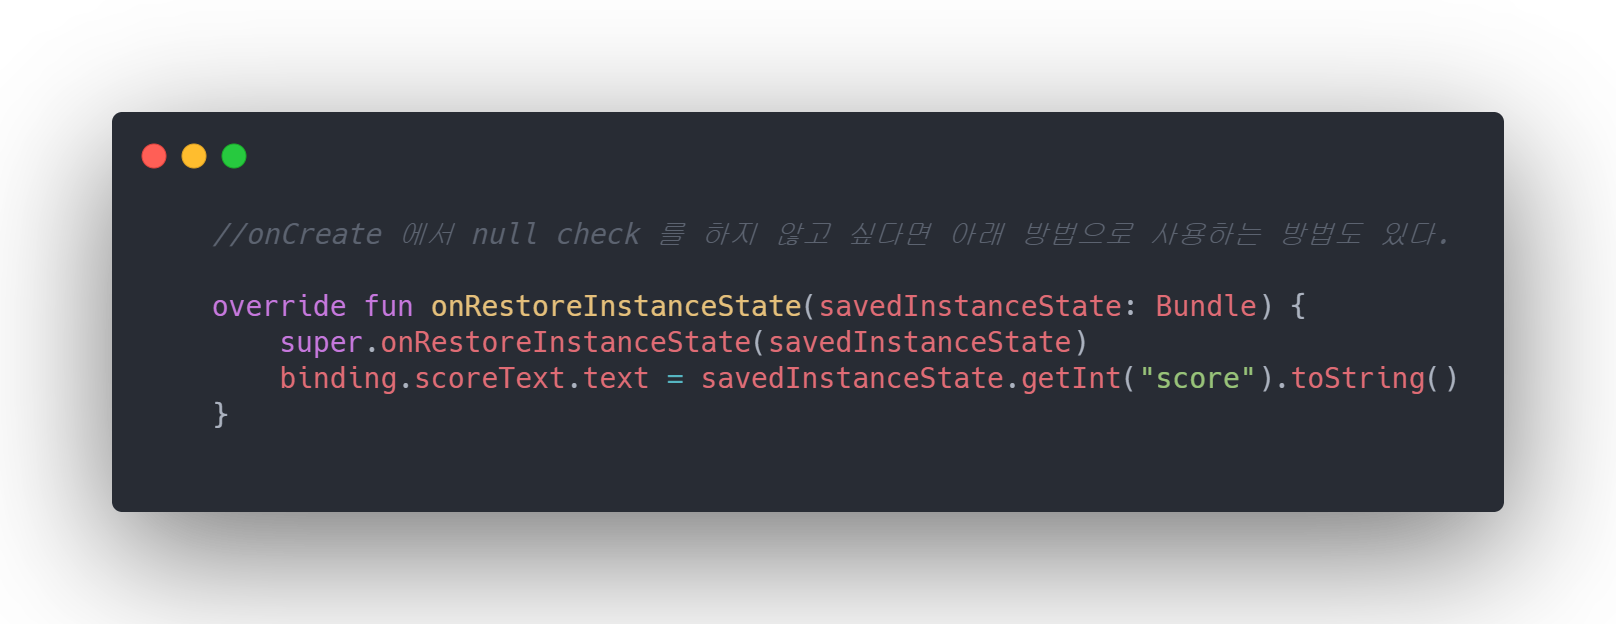 //onCreate 에서 null check 를 하지 않고 싶다면 아래 방법으로 사용하는 방법도 있다.
override fun onRestoreInstanceState(savedInstanceState: Bundle) {
super.onRestoreInstanceState(savedInstanceState)
binding.scoreText.text = savedInstanceState.getInt("score").toString()
}